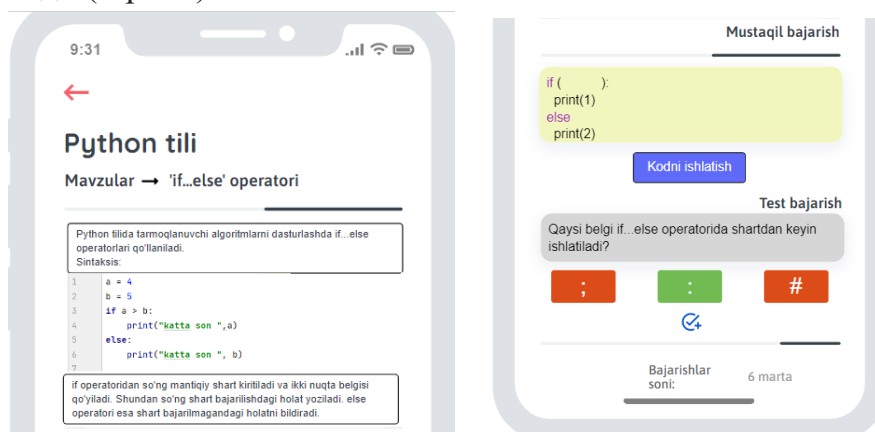 9:31
Python tili
Mavzular → 'if...else' operatori
Python tilida tarmoqlanuvchi algoritmlarni dasturlashda if...else
operatorlari qo'llaniladi.
Sintaksis:
1 a = 4
2 b = 5
3 if a > b:
4 print("katta son ",a)
5 else:
6 print("katta son ", b)
7
if operatoridan so'ng mantiqiy shart kiritiladi va ikki nuqta belgisi
qo'yiladi. Shundan so'ng shart bajarilishdagi holat yoziladi. else
operatori esa shart bajarilmagandagi holatni bildiradi.
Mustaqil bajarish
if ( ):
print(1)
else
print(2)
Kodni ishlatish
Test bajarish
Qaysi belgi if...else operatorida shartdan keyin
ishlatiladi?
; : #
Bajarishlar
soni:
6 marta